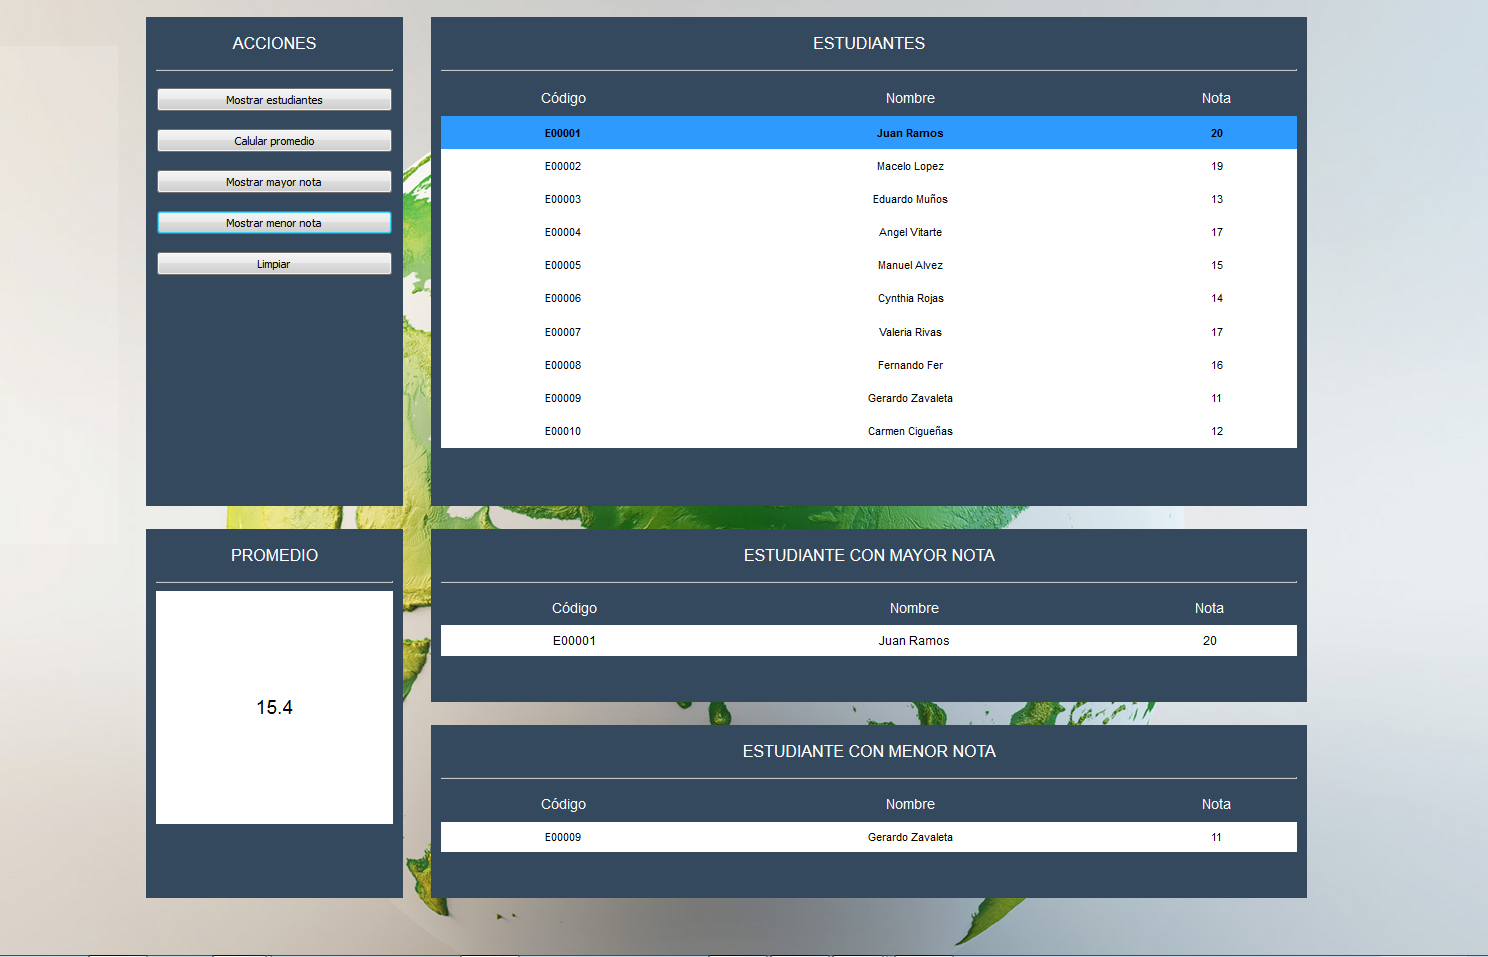 ACCIONES
Mostrar estudiantes
Calular promedio
Mostrar mayor nota
Mostrar menor nota
Limpiar
ESTUDIANTES
Código Nombre Nota
E00001 Juan Ramos 20
E00002 Macelo Lopez 19
E00003 Eduardo Muños 13
E00004 Angel Vitarte 17
E00005 Manuel Alvez 15
E00006 Cynthia Rojas 14
E00007 Valeria Rivas 17
E00008 Fernando Fer 16
E00009 Gerardo Zavaleta 11
E00010 Carmen Cigueñas 12
PROMEDIO
15.4
ESTUDIANTE CON MAYOR NOTA
Código Nombre Nota
E00001 Juan Ramos 20
ESTUDIANTE CON MENOR NOTA
Código Nombre Nota
E00009 Gerardo Zavaleta 11